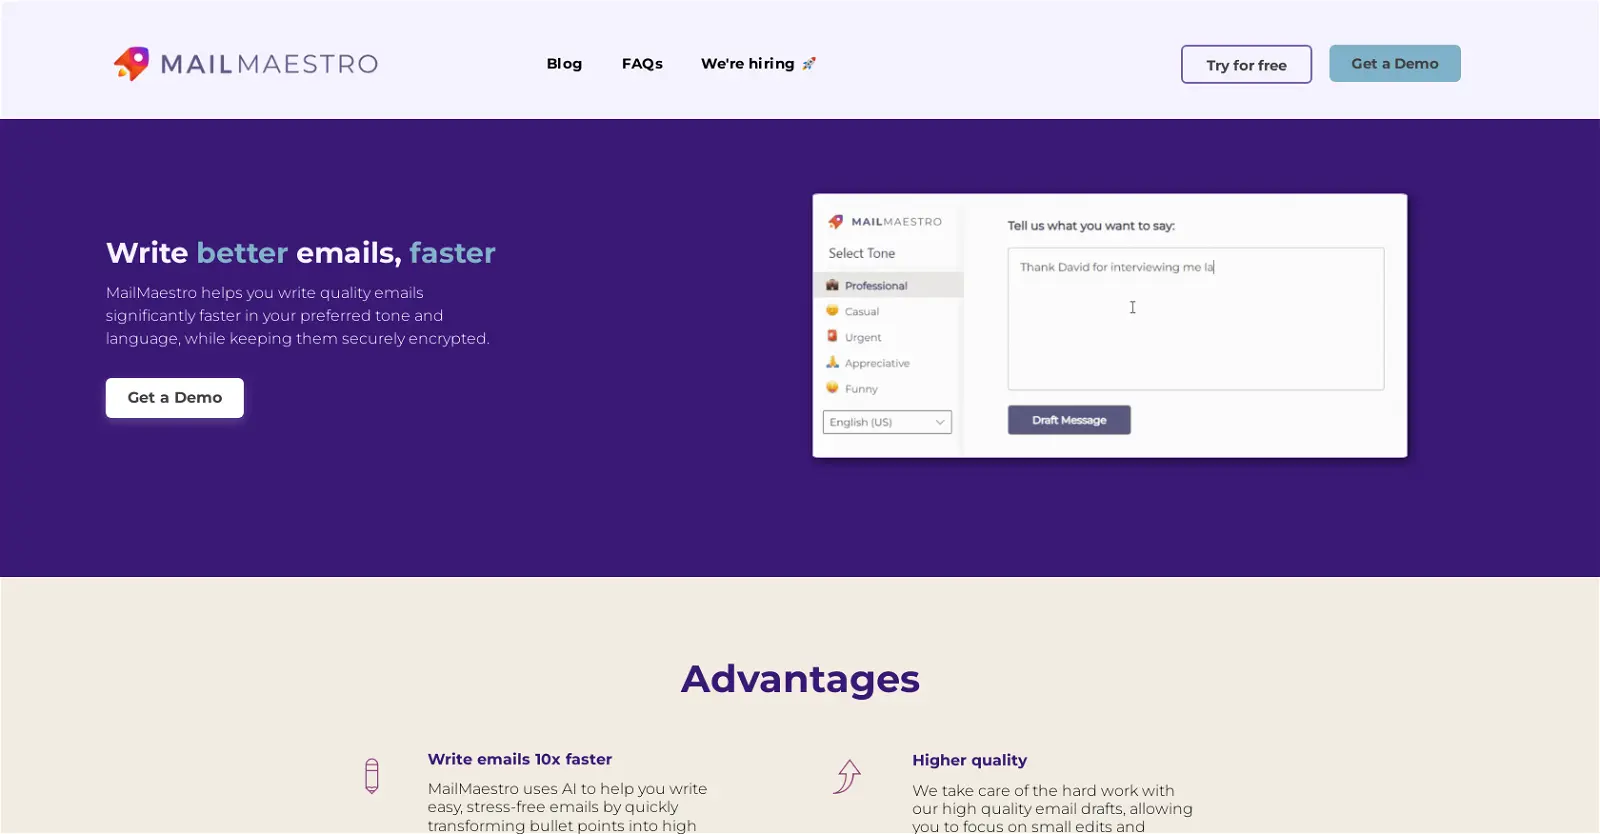 MAILMAESTRO
Blog
FAQs
We're hiring 🚀
Try for free
Get a Demo
Write better emails, faster
MailMaestro helps you write quality emails
significantly faster in your preferred tone and
language, while keeping them securely encrypted.
Get a Demo
MAILMAESTRO
Select Tone
Professional
Casual
Urgent
Appreciative
Funny
English (US)
Tell us what you want to say:
Thank David for interviewing me la
Draft Message
Advantages
Write emails 10x faster
MailMaestro uses AI to help you write
easy, stress-free emails by quickly
transforming bullet points into high
Higher quality
We take care of the hard work with
our high quality email drafts, allowing
you to focus on small edits and